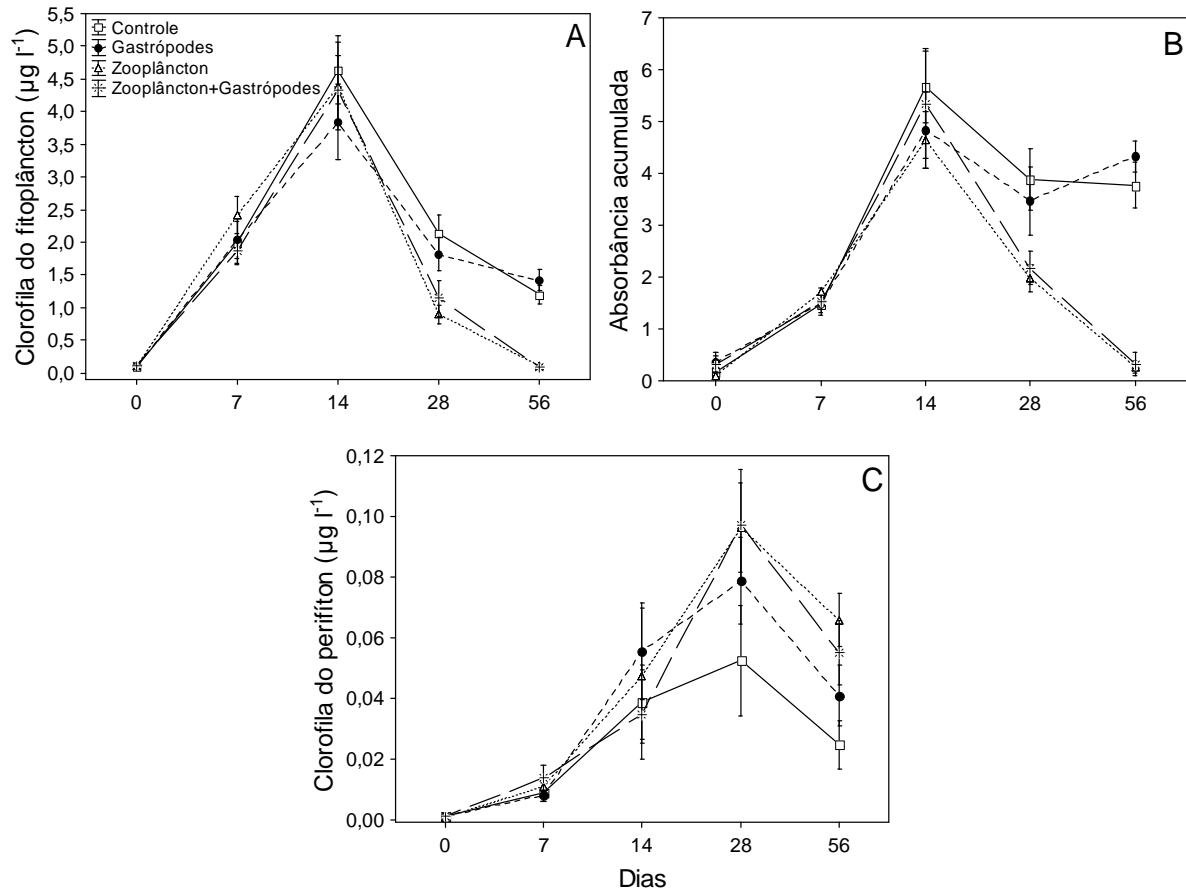 Clorofila do fitoplâncton (µg l⁻¹)
5,5
5,0
4,5
4,0
3,5
3,0
2,5
2,0
1,5
1,0
0,5
0,0
Controle
Gastrópodes
Zooplâncton
Zooplâncton+Gastrópodes
A
0 7 14 28 56
Absorbância acumulada
7
6
5
4
3
2
1
0
B
0 7 14 28 56
Clorofila do perifíton (µg l⁻¹)
0,12
0,10
0,08
0,06
0,04
0,02
0,00
C
0 7 14 28 56
Dias